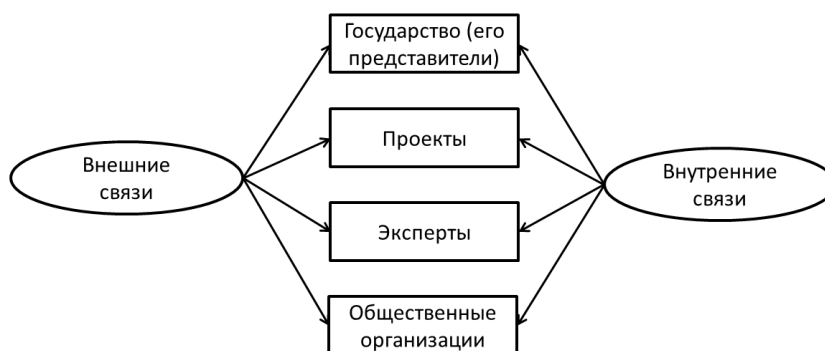 Государство (его
представители)
Проекты
Внешние
связи
Внутренние
связи
Эксперты
Общественные
организации